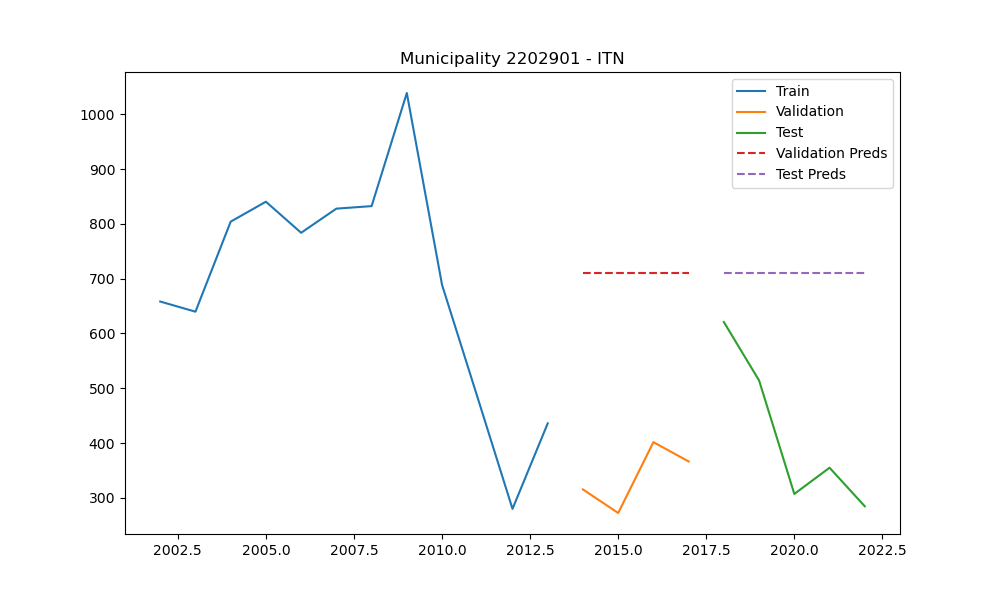 Municipality 2202901 - ITN
Train
Validation
Test
Validation Preds
Test Preds
1000
900
800
700
600
500
400
300
2002.5 2005.0 2007.5 2010.0 2012.5 2015.0 2017.5 2020.0 2022.5